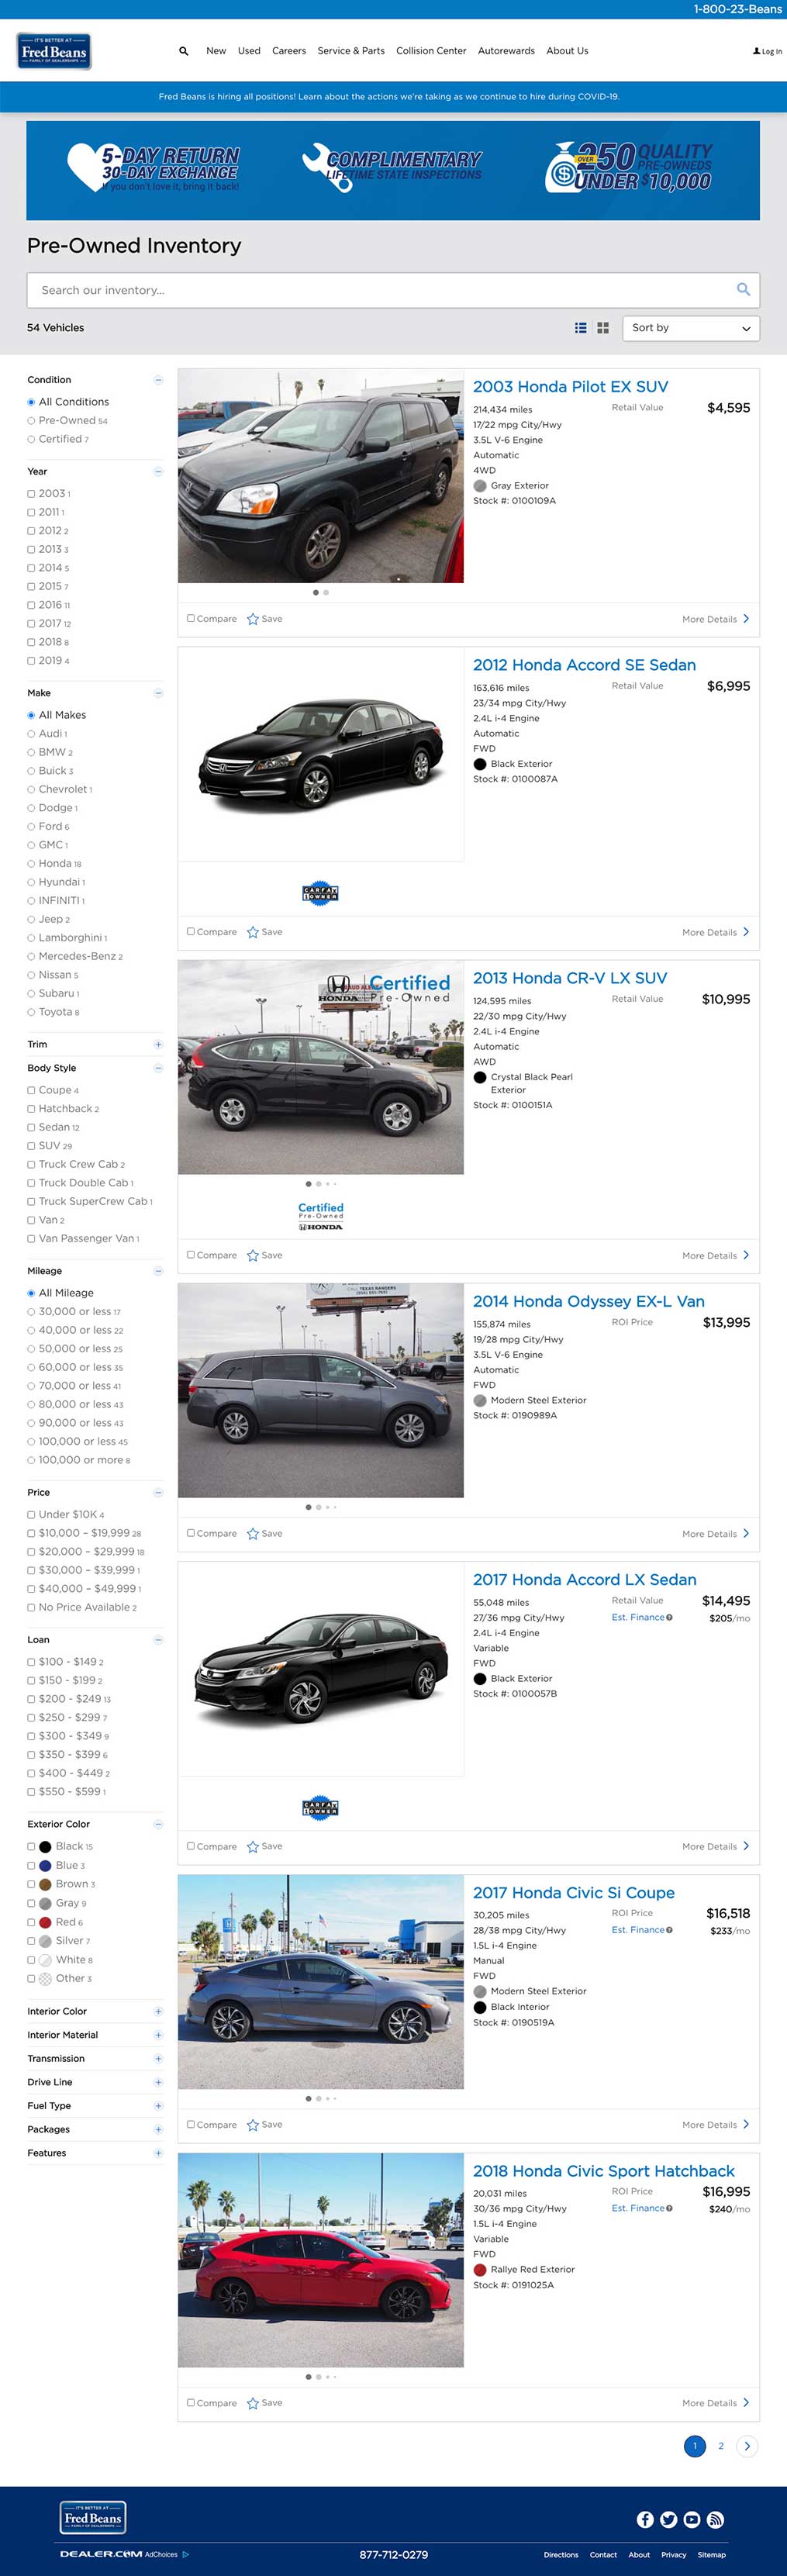 1-800-23-Beans
IT'S BETTER AT
Fred Beans
FAMILY OF DEALERSHIPS
New Used Careers Service & Parts Collision Center Autorewards About Us
Log In
Fred Beans is hiring all positions! Learn about the actions we're taking as we continue to hire during COVID-19.
5-DAY RETURN
30-DAY EXCHANGE
If you don't love it, bring it back!
COMPLIMENTARY
LIFETIME STATE INSPECTIONS
OVER 250 QUALITY
PRE-OWNEDS
UNDER $10,000
Pre-Owned Inventory
Search our inventory...
54 Vehicles
Sort by
Condition
All Conditions
Pre-Owned 54
Certified 7
Year
2003 1
2011 1
2012 2
2013 3
2014 5
2015 7
2016 11
2017 12
2018 8
2019 4
Make
All Makes
Audi 1
BMW 2
Buick 3
Chevrolet 1
Dodge 1
Ford 6
GMC 1
Honda 18
Hyundai 1
INFINITI 1
Jeep 2
Lamborghini 1
Mercedes-Benz 2
Nissan 5
Subaru 1
Toyota 8
Trim
Body Style
Coupe 4
Hatchback 2
Sedan 12
SUV 29
Truck Crew Cab 2
Truck Double Cab 1
Truck SuperCrew Cab 1
Van 2
Van Passenger Van 1
Mileage
All Mileage
30,000 or less 17
40,000 or less 22
50,000 or less 25
60,000 or less 35
70,000 or less 41
80,000 or less 43
90,000 or less 43
100,000 or less 45
100,000 or more 8
Price
Under $10K 4
$10,000 – $19,999 28
$20,000 – $29,999 18
$30,000 – $39,999 1
$40,000 – $49,999 1
No Price Available 2
Loan
$100 - $149 2
$150 - $199 2
$200 - $249 13
$250 - $299 7
$300 - $349 9
$350 - $399 6
$400 - $449 2
$550 - $599 1
Exterior Color
Black 15
Blue 3
Brown 3
Gray 9
Red 6
Silver 7
White 8
Other 3
Interior Color
Interior Material
Transmission
Drive Line
Fuel Type
Packages
Features
2003 Honda Pilot EX SUV
214,434 miles
Retail Value $4,595
17/22 mpg City/Hwy
3.5L V-6 Engine
Automatic
4WD
Gray Exterior
Stock #: 0100109A
Compare Save More Details
2012 Honda Accord SE Sedan
163,616 miles
Retail Value $6,995
23/34 mpg City/Hwy
2.4L i-4 Engine
Automatic
FWD
Black Exterior
Stock #: 0100087A
CARFAX
1 OWNER
Compare Save More Details
Certified
Pre-Owned
HONDA
2013 Honda CR-V LX SUV
124,595 miles
Retail Value $10,995
22/30 mpg City/Hwy
2.4L i-4 Engine
Automatic
AWD
Crystal Black Pearl
Exterior
Stock #: 0100151A
Certified
Pre-Owned
HONDA
Compare Save More Details
CALL TEXAS RANGERS
2014 Honda Odyssey EX-L Van
155,874 miles
ROI Price $13,995
19/28 mpg City/Hwy
3.5L V-6 Engine
Automatic
FWD
Modern Steel Exterior
Stock #: 0190989A
Compare Save More Details
2017 Honda Accord LX Sedan
55,048 miles
Retail Value $14,495
27/36 mpg City/Hwy
Est. Finance $205/mo
2.4L i-4 Engine
Variable
FWD
Black Exterior
Stock #: 0100057B
CARFAX
1 OWNER
Compare Save More Details
2017 Honda Civic Si Coupe
30,205 miles
ROI Price $16,518
28/38 mpg City/Hwy
Est. Finance $233/mo
1.5L i-4 Engine
Manual
FWD
Modern Steel Exterior
Black Interior
Stock #: 0190519A
Compare Save More Details
2018 Honda Civic Sport Hatchback
20,031 miles
ROI Price $16,995
30/36 mpg City/Hwy
Est. Finance $240/mo
1.5L i-4 Engine
Variable
FWD
Rallye Red Exterior
Stock #: 0191025A
Compare Save More Details
1 2
IT'S BETTER AT
Fred Beans
DEALER.COM AdChoices
877-712-0279
Directions Contact About Privacy Sitemap